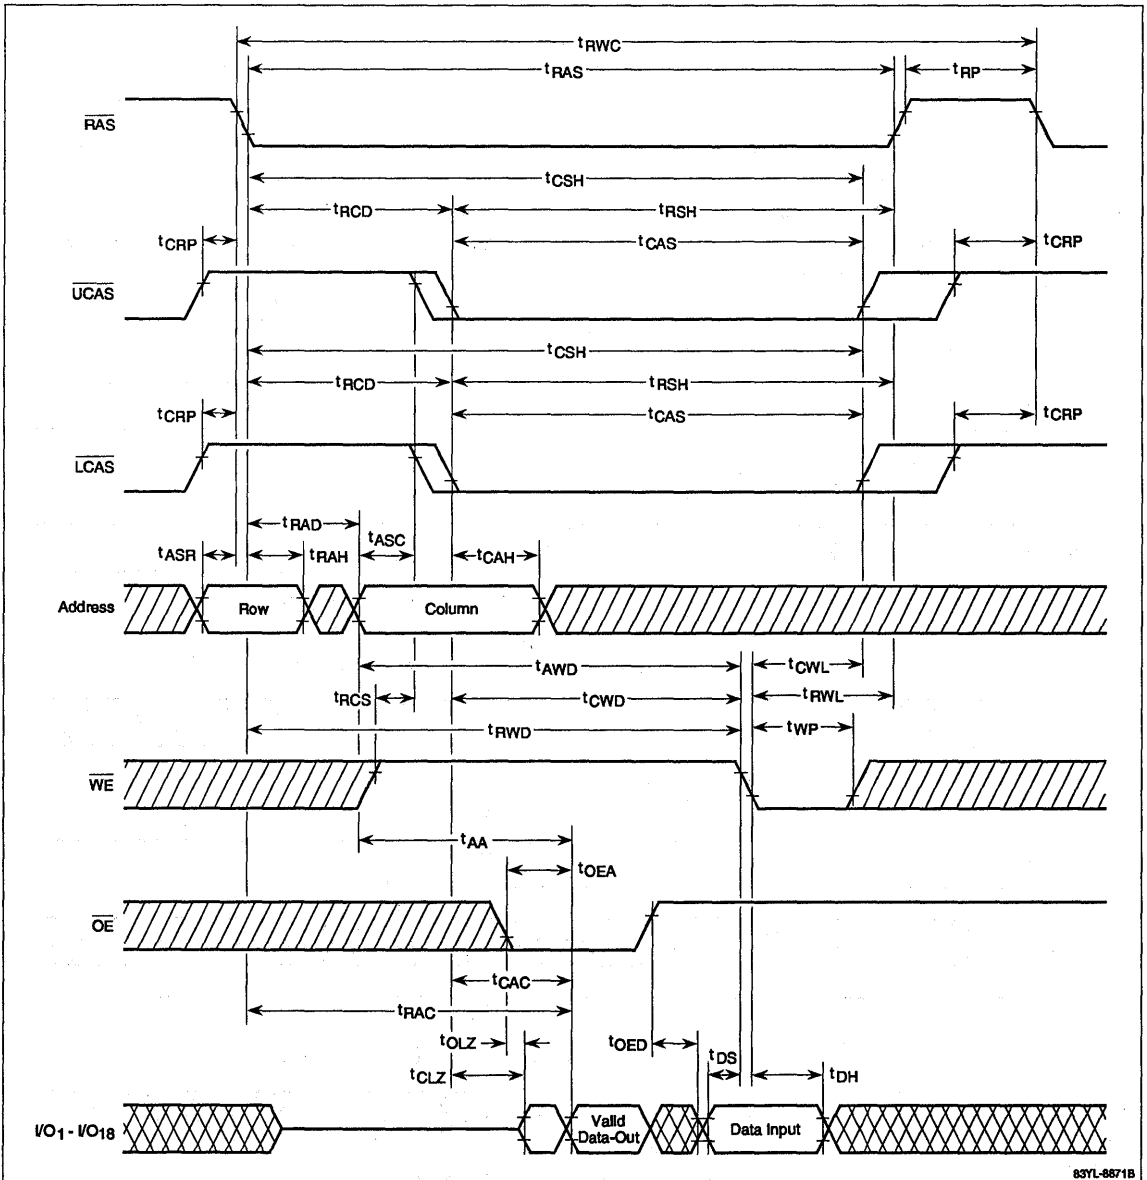 tRWC
tRAS
tRP
RAS
tCSH
tRCD
tRSH
tCRP
tCAS
tCRP
UCAS
tCSH
tRCD
tRSH
tCRP
tCAS
tCRP
LCAS
tRAD
tASR
tRAH
tASC
tCAH
Address
Row
Column
tAWD
tCWL
tRCS
tCWD
tRWL
tRWD
tWP
WE
tAA
tOEA
OE
tCAC
tRAC
tOLZ
tOED
tDS
tCLZ
tDH
I/O1 - I/O18
Valid
Data-Out
Data Input
83YL-8871B